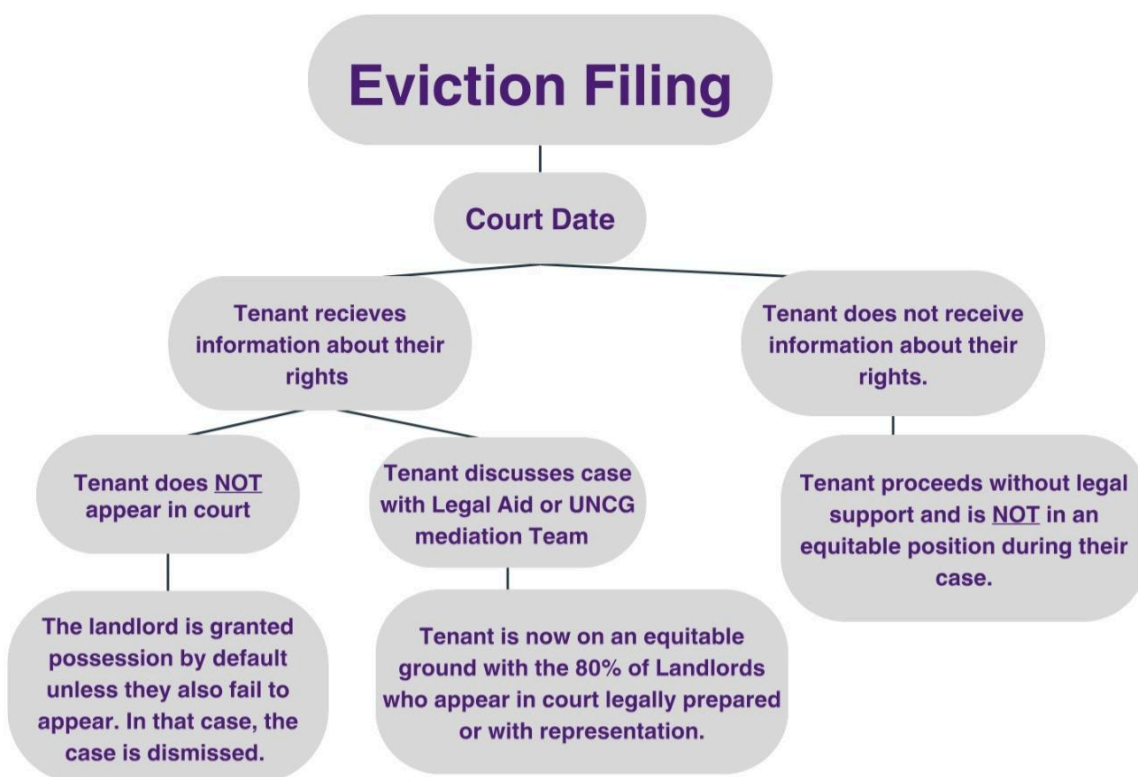 Eviction Filing
Court Date
Tenant recieves
information about their
rights
Tenant does not receive
information about their
rights.
Tenant does NOT
appear in court
Tenant discusses case
with Legal Aid or UNCG
mediation Team
Tenant proceeds without legal
support and is NOT in an
equitable position during their
case.
The landlord is granted
possession by default
unless they also fail to
appear. In that case, the
case is dismissed.
Tenant is now on an equitable
ground with the 80% of Landlords
who appear in court legally prepared
or with representation.